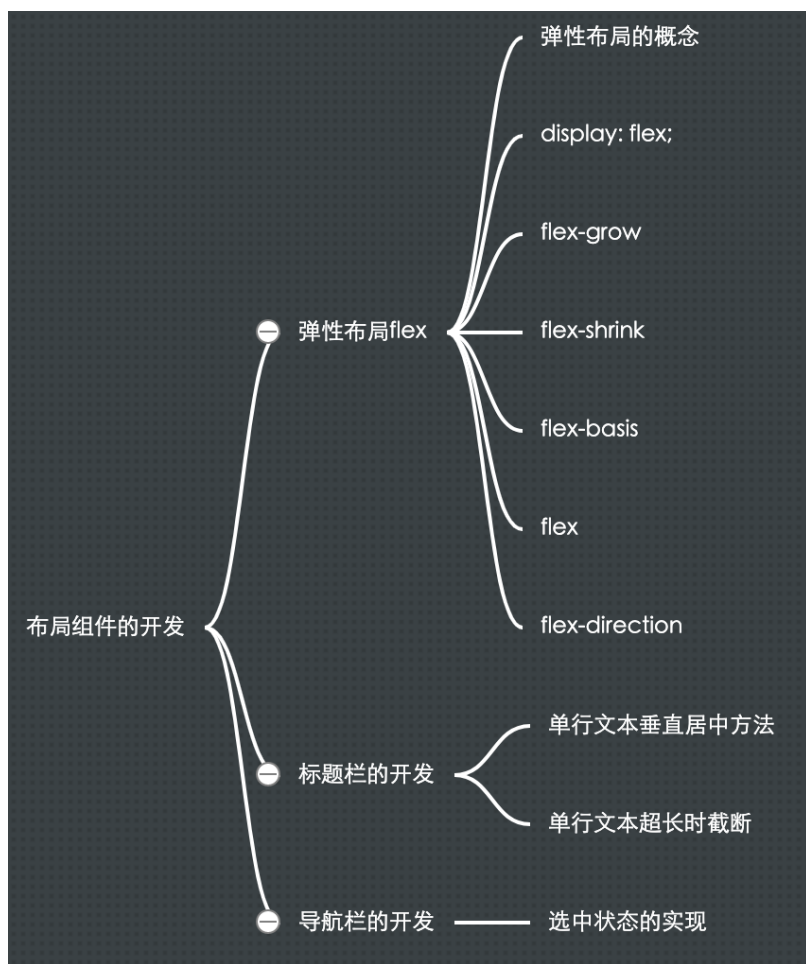 弹性布局的概念
display: flex;
flex-grow
弹性布局flex
flex-shrink
flex-basis
flex
布局组件的开发
flex-direction
单行文本垂直居中方法
标题栏的开发
单行文本超长时截断
导航栏的开发
选中状态的实现